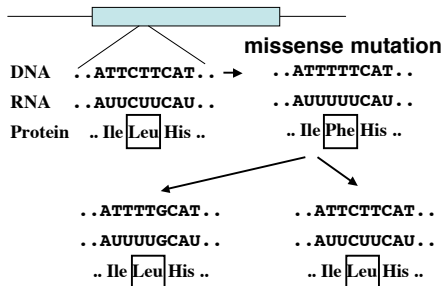 missense mutation
DNA ..ATTCTTCAT.. ..ATTTTTCAT..
RNA AUUCUUCAU AUUUUUCAU
Protein .. Ile Leu His .. .. Ile Phe His ..
..ATTTTGCAT.. ..ATTCTTCAT..
..AUUUUGCAU.. ..AUUCUUCAU..
.. Ile Leu His .. .. Ile Leu His ..